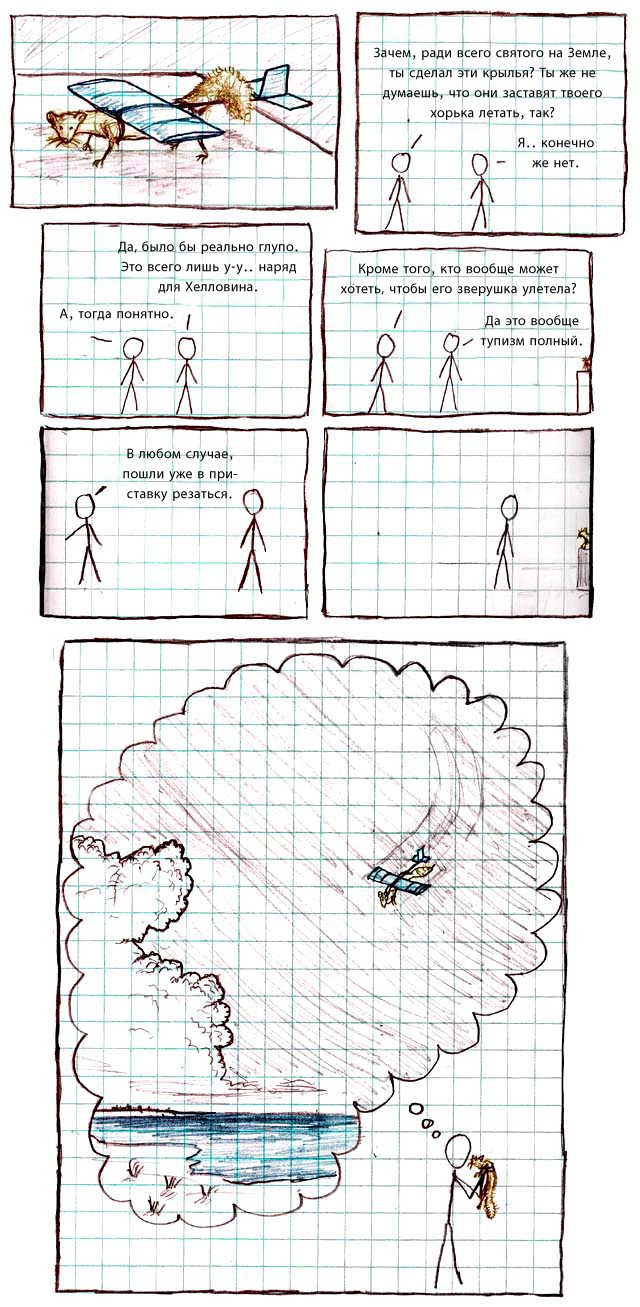 Зачем, ради всего святого на Земле,
ты сделал эти крылья? Ты же не
думаешь, что они заставят твоего
хорька летать, так?
Я.. конечно
же нет.
Да, было бы реально глупо.
Это всего лишь у-у.. наряд
для Хелловина.
А, тогда понятно.
Кроме того, кто вообще может
хотеть, чтобы его зверушка улетела?
Да это вообще
тупизм полный.
В любом случае,
пошли уже в при-
ставку резаться.